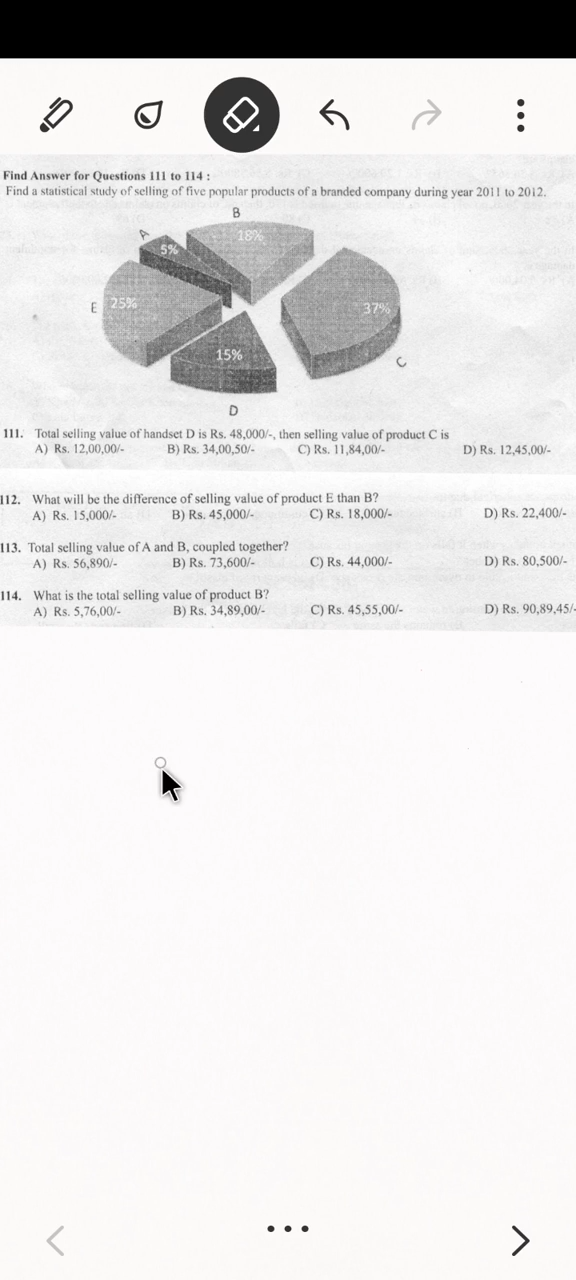 Find Answer for Questions 111 to 114 :
Find a statistical study of selling of five popular products of a branded company during year 2011 to 2012.
B
A
18%
5%
E
25%
37%
15%
C
D
111. Total selling value of handset D is Rs. 48,000/-, then selling value of product C is
A) Rs. 12,00,00/- B) Rs. 34,00,50/- C) Rs. 11,84,00/- D) Rs. 12,45,00/-
112. What will be the difference of selling value of product E than B?
A) Rs. 15,000/- B) Rs. 45,000/- C) Rs. 18,000/- D) Rs. 22,400/-
113. Total selling value of A and B, coupled together?
A) Rs. 56,890/- B) Rs. 73,600/- C) Rs. 44,000/- D) Rs. 80,500/-
114. What is the total selling value of product B?
A) Rs. 5,76,00/- B) Rs. 34,89,00/- C) Rs. 45,55,00/- D) Rs. 90,89,45/-